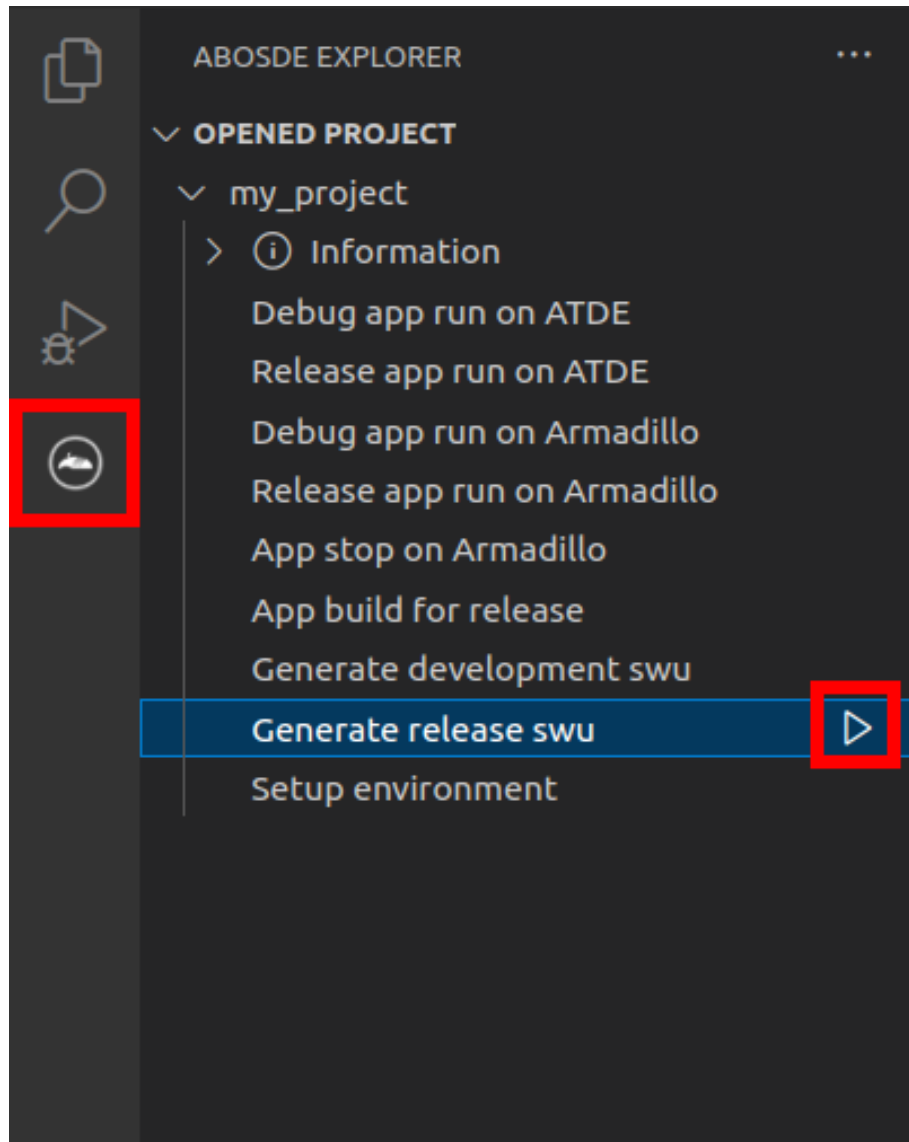 ABOSDE EXPLORER
OPENED PROJECT
my_project
Information
Debug app run on ATDE
Release app run on ATDE
Debug app run on Armadillo
Release app run on Armadillo
App stop on Armadillo
App build for release
Generate development swu
Generate release swu
Setup environment